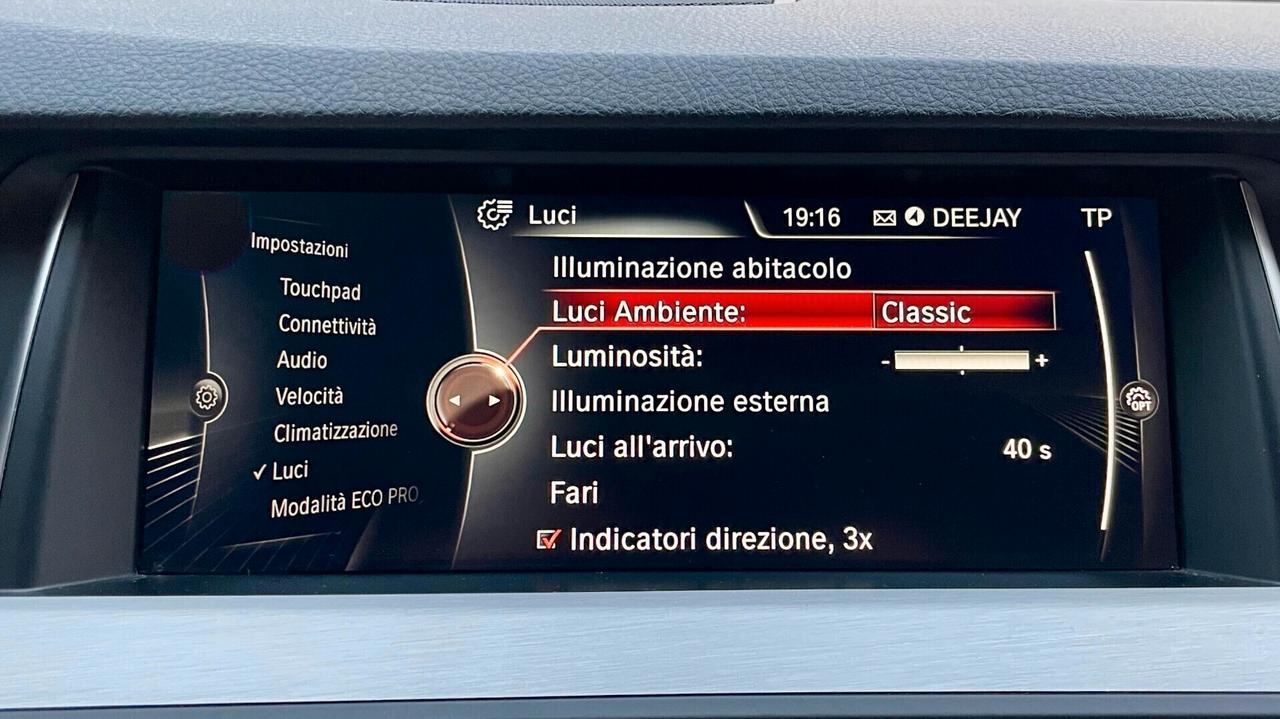 Impostazioni
Touchpad
Connettività
Audio
Velocità
Climatizzazione
Luci
Modalità ECO PRO
Luci
19:16 DEEJAY TP
Illuminazione abitacolo
Luci Ambiente: Classic
Luminosità: - +
Illuminazione esterna
Luci all'arrivo: 40 s
Fari
Indicatori direzione, 3x
OPT